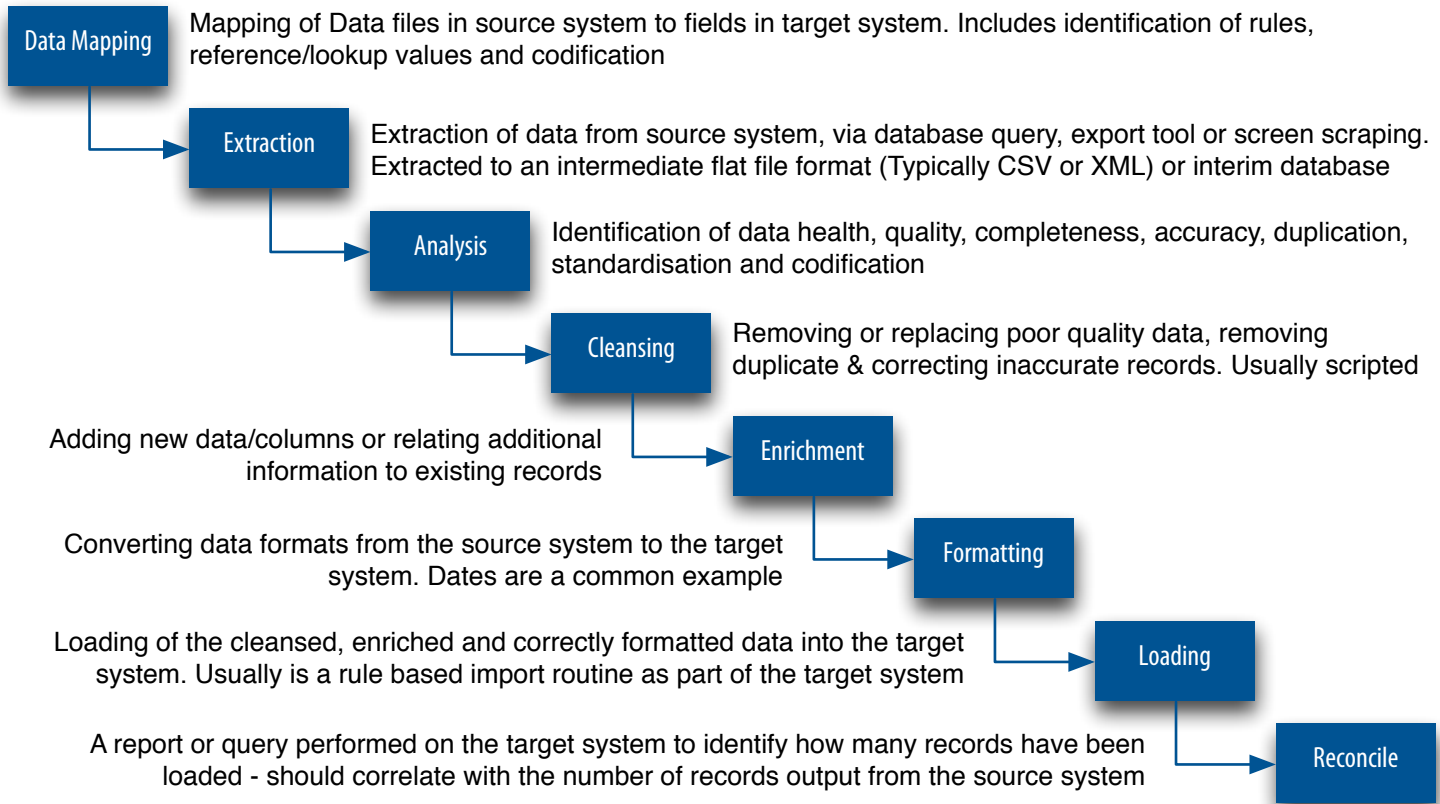 Data Mapping
Mapping of Data files in source system to fields in target system. Includes identification of rules,
reference/lookup values and codification
Extraction
Extraction of data from source system, via database query, export tool or screen scraping.
Extracted to an intermediate flat file format (Typically CSV or XML) or interim database
Analysis
Identification of data health, quality, completeness, accuracy, duplication,
standardisation and codification
Cleansing
Removing or replacing poor quality data, removing
duplicate & correcting inaccurate records. Usually scripted
Adding new data/columns or relating additional
information to existing records
Enrichment
Converting data formats from the source system to the target
system. Dates are a common example
Formatting
Loading of the cleansed, enriched and correctly formatted data into the target
system. Usually is a rule based import routine as part of the target system
Loading
A report or query performed on the target system to identify how many records have been
loaded - should correlate with the number of records output from the source system
Reconcile